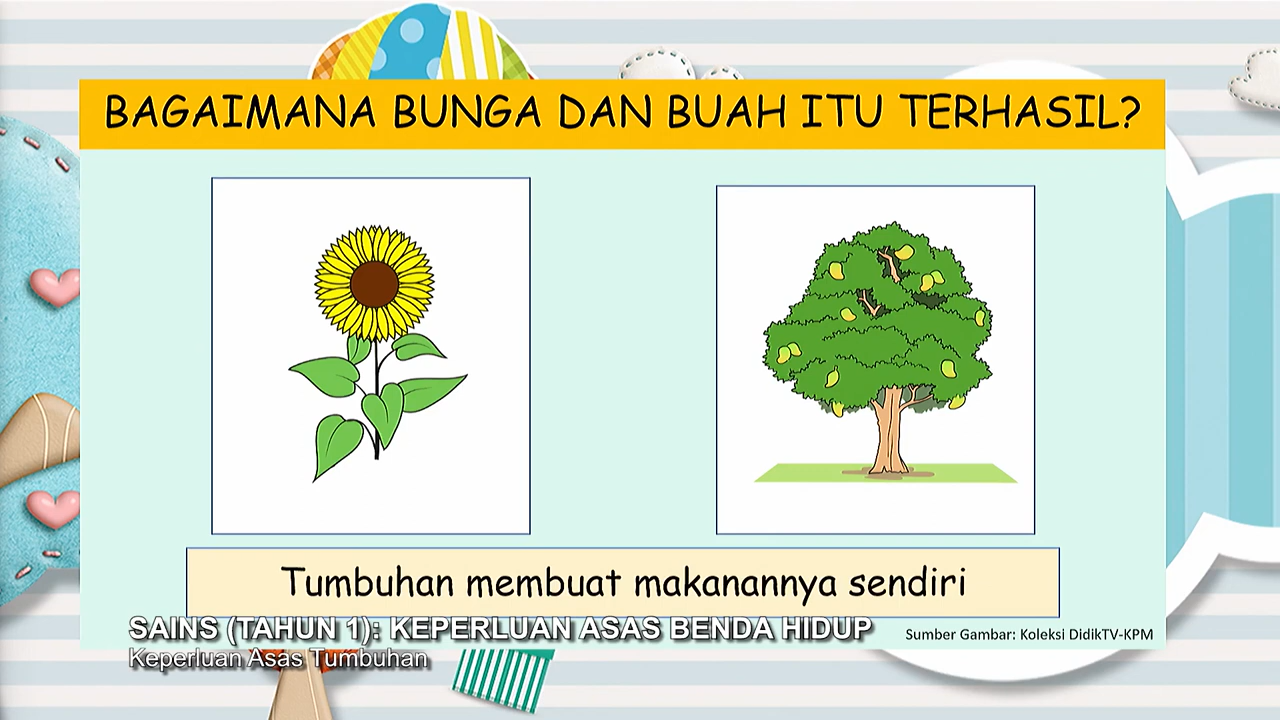 BAGAIMANA BUNGA DAN BUAH ITU TERHASIL?
Tumbuhan membuat makanannya sendiri
SAINS (TAHUN 1): KEPERLUAN ASAS BENDA HIDUP
Sumber Gambar: Koleksi DidikTV-KPM
Keperluan Asas Tumbuhan